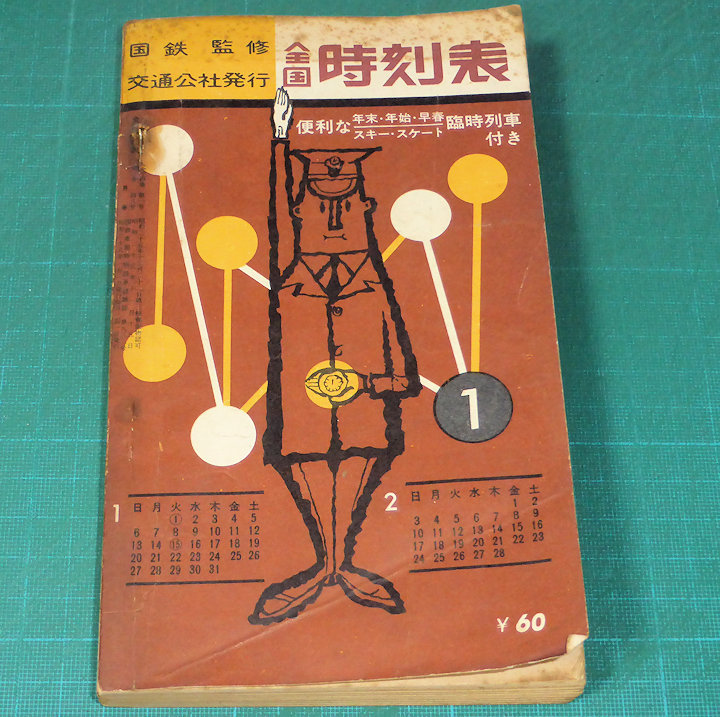 国鉄 監修
交通公社発行
全国 時刻表
便利な 年末・年始・早春 臨時列車
スキー・スケート 付き
1
1
日 月 火 水 木 金 土
1 2 3 4 5
6 7 8 9 10 11 12
13 14 15 16 17 18 19
20 21 22 23 24 25 26
27 28 29 30 31
2
日 月 火 水 木 金 土
1 2
3 4 5 6 7 8 9
10 11 12 13 14 15 16
17 18 19 20 21 22 23
24 25 26 27 28
¥ 60